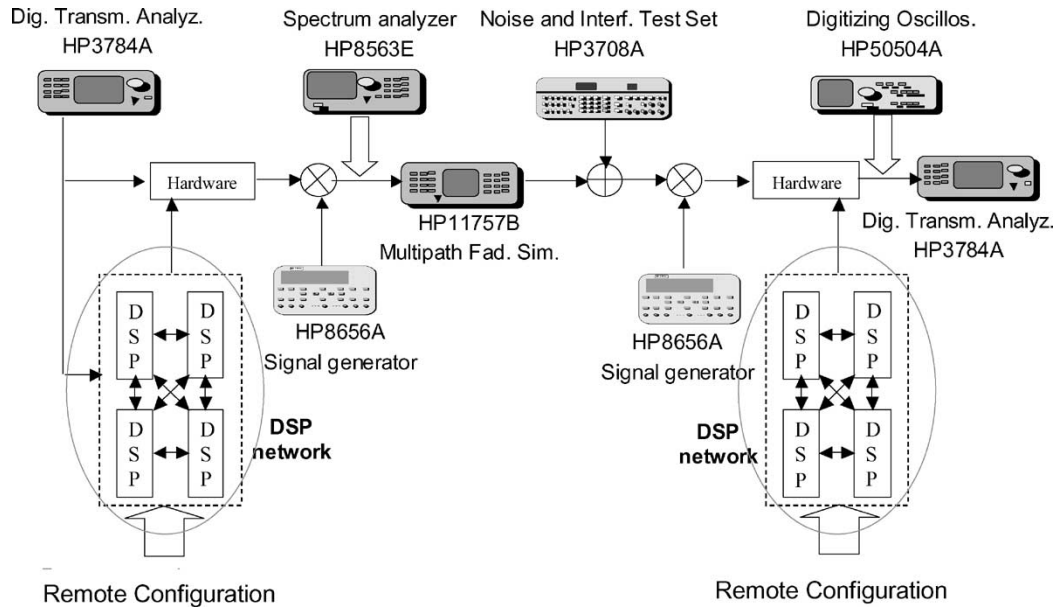 Dig. Transm. Analyz.
HP3784A
Spectrum analyzer
HP8563E
Noise and Interf. Test Set
HP3708A
Digitizing Oscillos.
HP50504A
Hardware
HP11757B
Multipath Fad. Sim.
Hardware
Dig. Transm. Analyz.
HP3784A
HP8656A
Signal generator
HP8656A
Signal generator
D
S
P
D
S
P
D
S
P
D
S
P
DSP
network
D
S
P
D
S
P
D
S
P
D
S
P
DSP
network
Remote Configuration
Remote Configuration